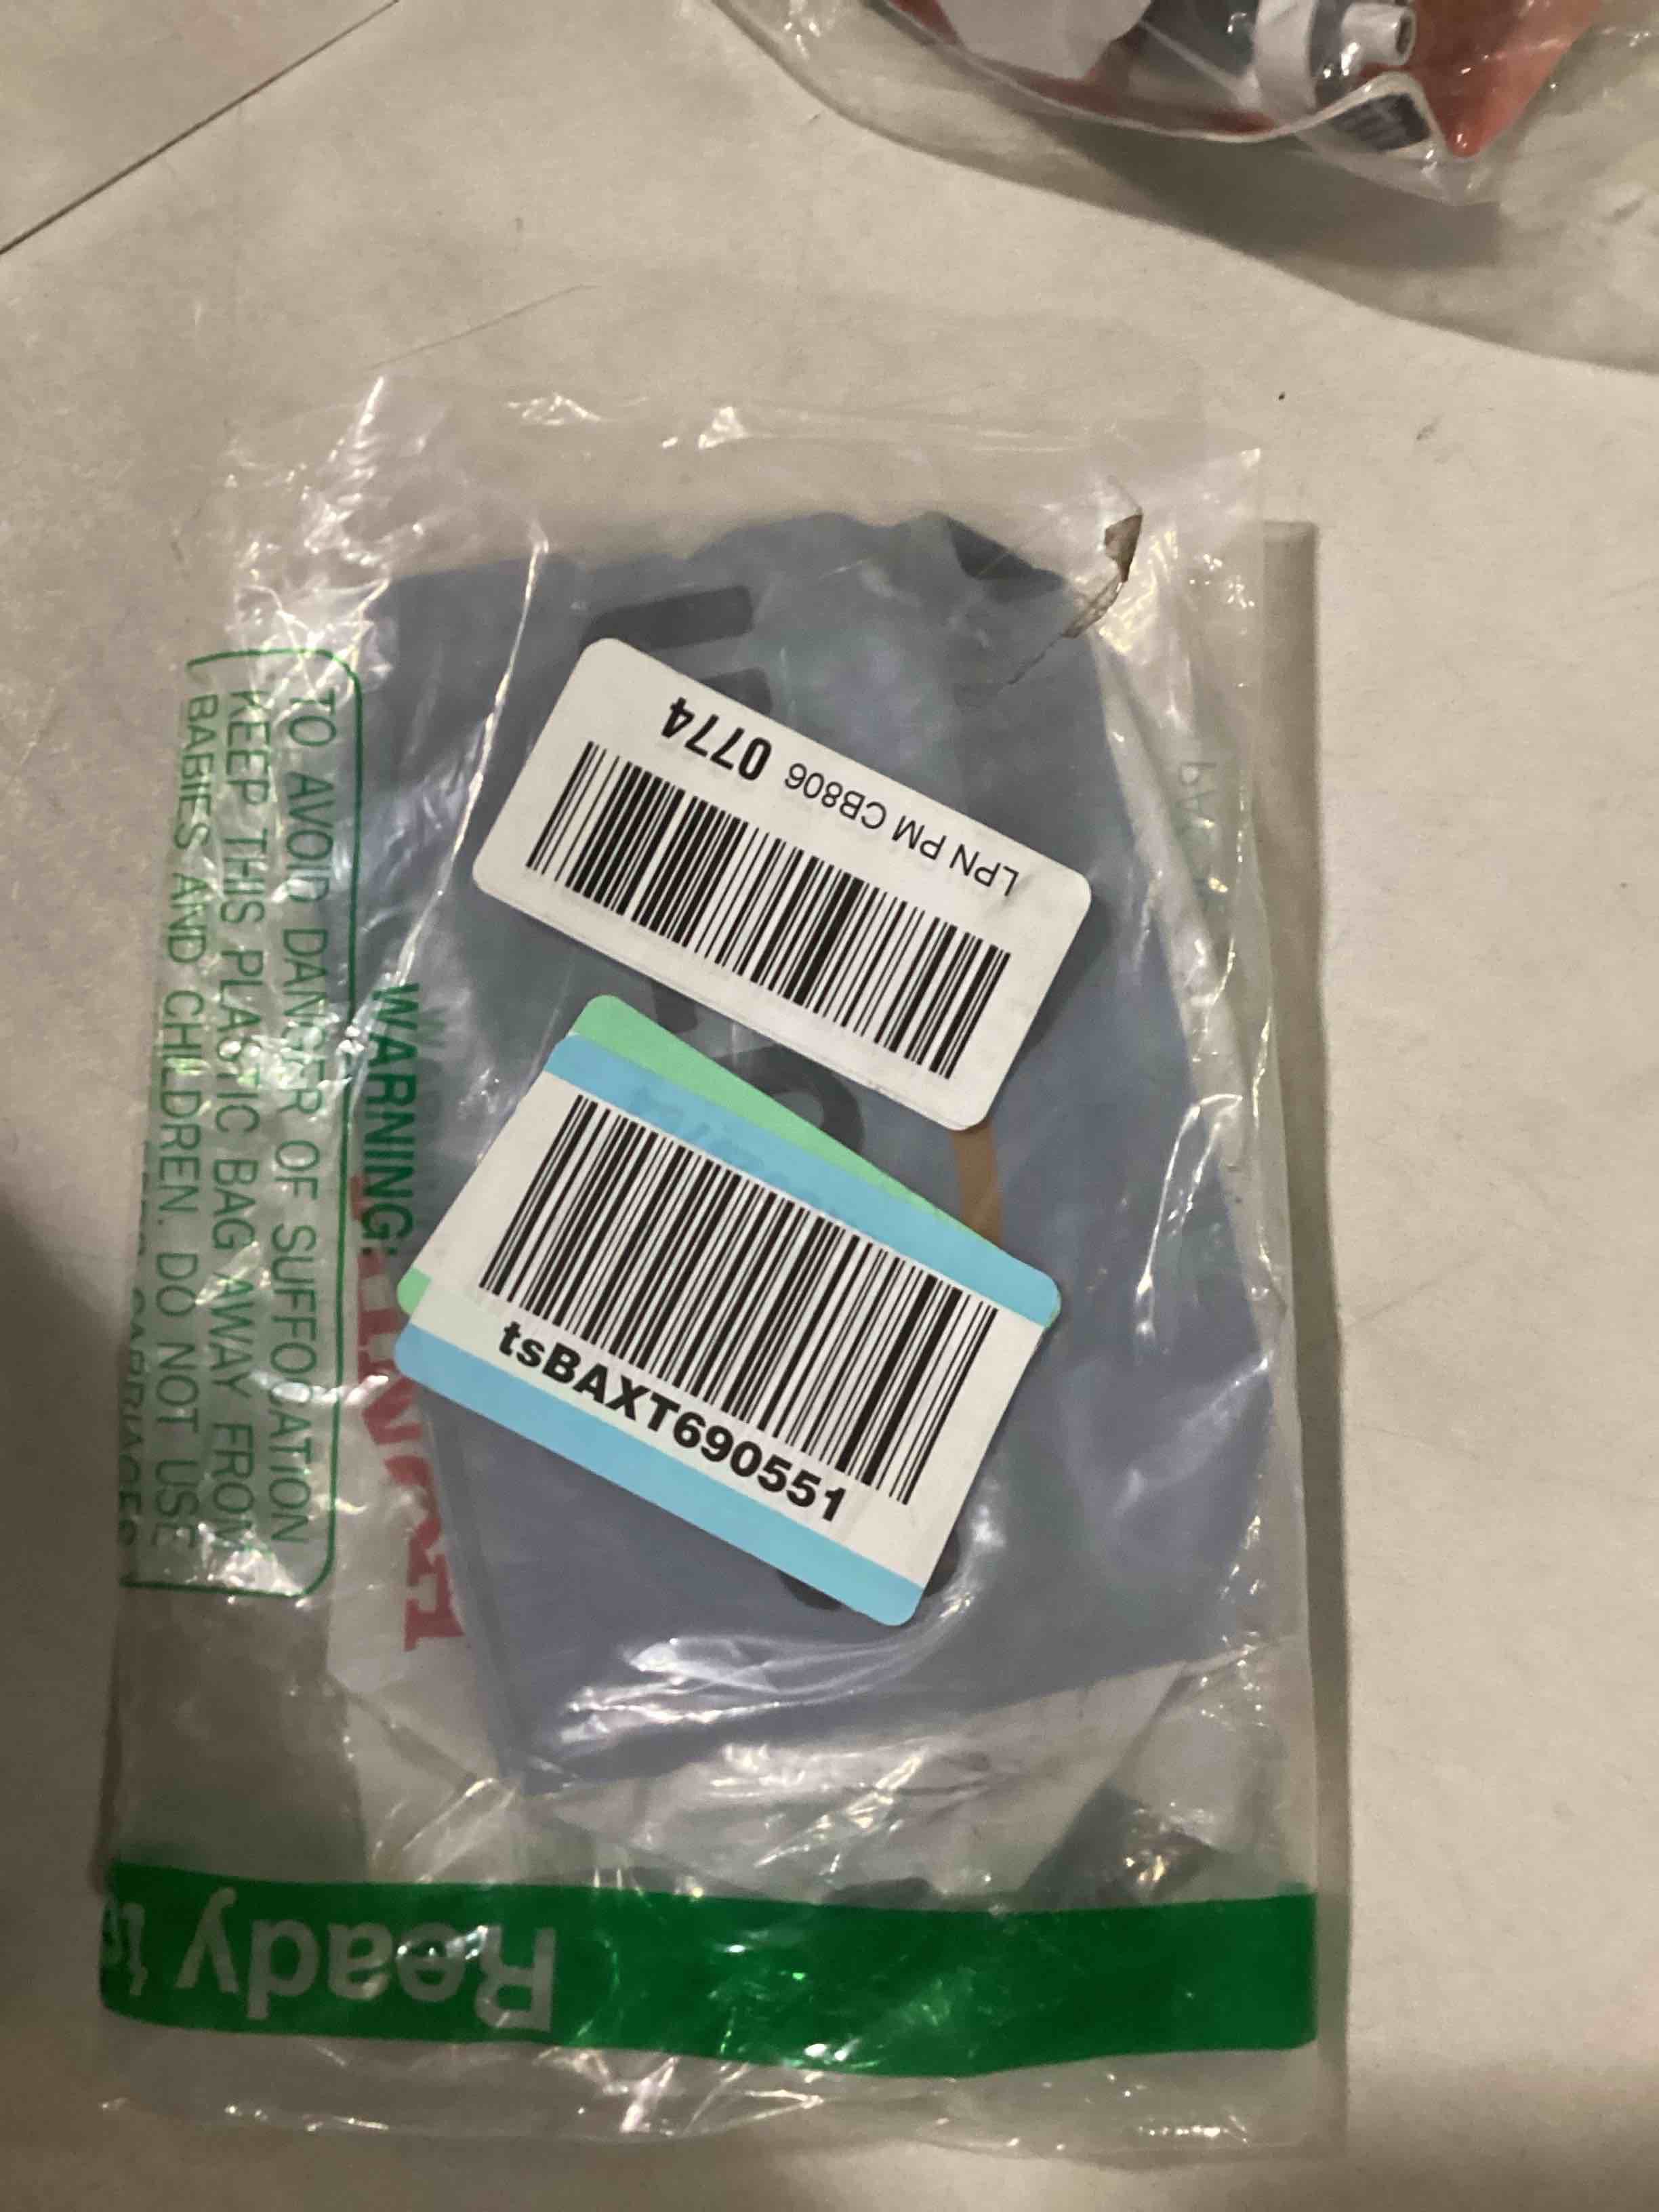 LPN PM CB806 0774
tsBAXT690551
WARNING:
TO AVOID DANGER OF SUFFOCATION
KEEP THIS PLASTIC BAG AWAY FROM
BABIES AND CHILDREN. DO NOT USE
Ready